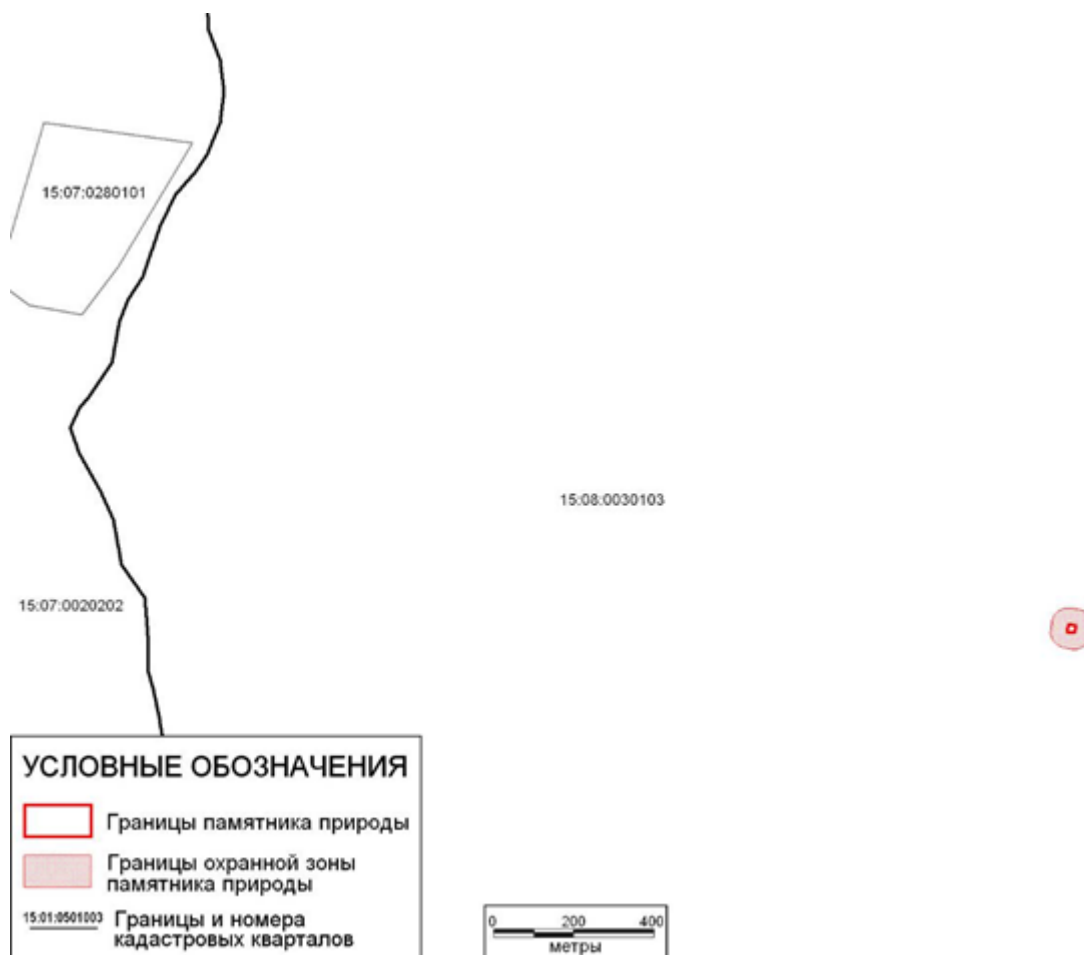 15:07:0280101
15:08:0030103
15:07:0020202
УСЛОВНЫЕ ОБОЗНАЧЕНИЯ
Границы памятника природы
Границы охранной зоны
памятника природы
15:01:0501003 Границы и номера
кадастровых кварталов
0 200 400
метры